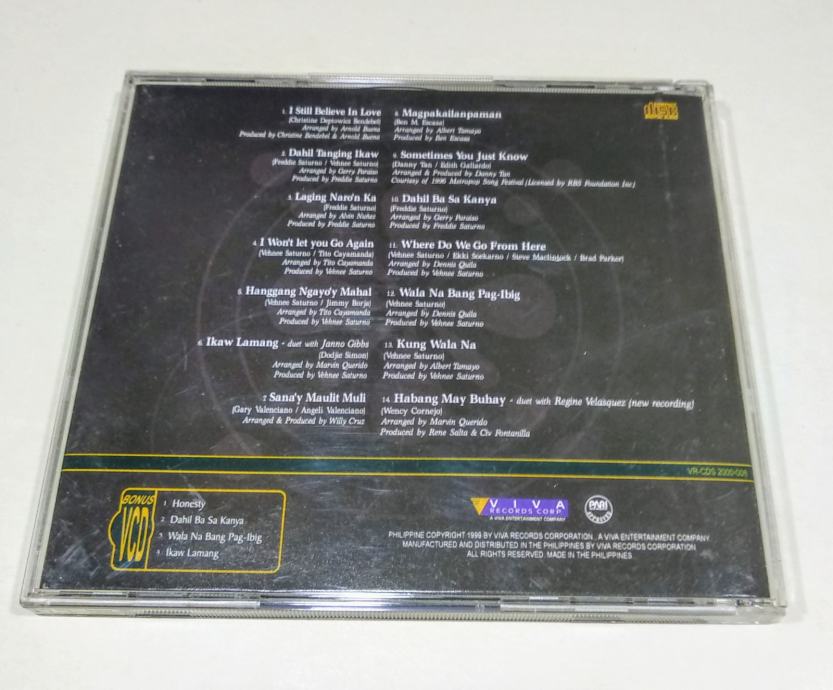 1. I Still Believe In Love
(Christine Deptowicz Bendebel)
Arranged by Arnold Buena
Produced by Christine Bendebel & Arnold Buena
2. Dahil Tanging Ikaw
(Freddie Saturno / Vehnee Saturno)
Arranged by Gerry Paraiso
Produced by Freddie Saturno
3. Laging Naro'n Ka
(Freddie Saturno)
Arranged by Alvin Nuñez
Produced by Freddie Saturno
4. I Won't let you Go Again
(Vehnee Saturno / Tito Cayamanda)
Arranged by Tito Cayamanda
Produced by Vehnee Saturno
5. Hanggang Ngayo'y Mahal
(Vehnee Saturno / Jimmy Borja)
Arranged by Tito Cayamanda
Produced by Vehnee Saturno
6. Ikaw Lamang - duet with Janno Gibbs
(Dodjie Simon)
Arranged by Marvin Querido
Produced by Vehnee Saturno
7. Sana'y Maulit Muli
(Gary Valenciano / Angeli Valenciano)
Arranged & Produced by Willy Cruz
8. Magpakailanpaman
(Ben M. Escasa)
Arranged by Albert Tamayo
Produced by Ben Escasa
9. Sometimes You Just Know
(Danny Tan / Edith Gallardo)
Arranged & Produced by Danny Tan
Courtesy of 1996 Metropop Song Festival (Licensed by RBS Foundation Inc)
10. Dahil Ba Sa Kanya
(Freddie Saturno)
Arranged by Gerry Paraiso
Produced by Freddie Saturno
11. Where Do We Go From Here
(Vehnee Saturno / Ekki Soekarno / Steve Maclintock / Brad Parker)
Arranged by Dennis Quila
Produced by Vehnee Saturno
12. Wala Na Bang Pag-Ibig
(Vehnee Saturno)
Arranged by Dennis Quila
Produced by Vehnee Saturno
13. Kung Wala Na
(Vehnee Saturno)
Arranged by Albert Tamayo
Produced by Vehnee Saturno
14. Habang May Buhay - duet with Regine Velasquez (new recording)
(Wency Cornejo)
Arranged by Marvin Querido
Produced by Rene Salta & Civ Fontanilla
disc
VR-CDS 2000-008
BONUS
VCD
1 Honesty
2. Dahil Ba Sa Kanya
3. Wala Na Bang Pag-Ibig
4. Ikaw Lamang
VIVA
RECORDS CORP.
A VIVA ENTERTAINMENT COMPANY
PARI
PHILIPPINE COPYRIGHT 1999 BY VIVA RECORDS CORPORATION. A VIVA ENTERTAINMENT COMPANY.
MANUFACTURED AND DISTRIBUTED IN THE PHILIPPINES BY VIVA RECORDS CORPORATION
ALL RIGHTS RESERVED. MADE IN THE PHILIPPINES